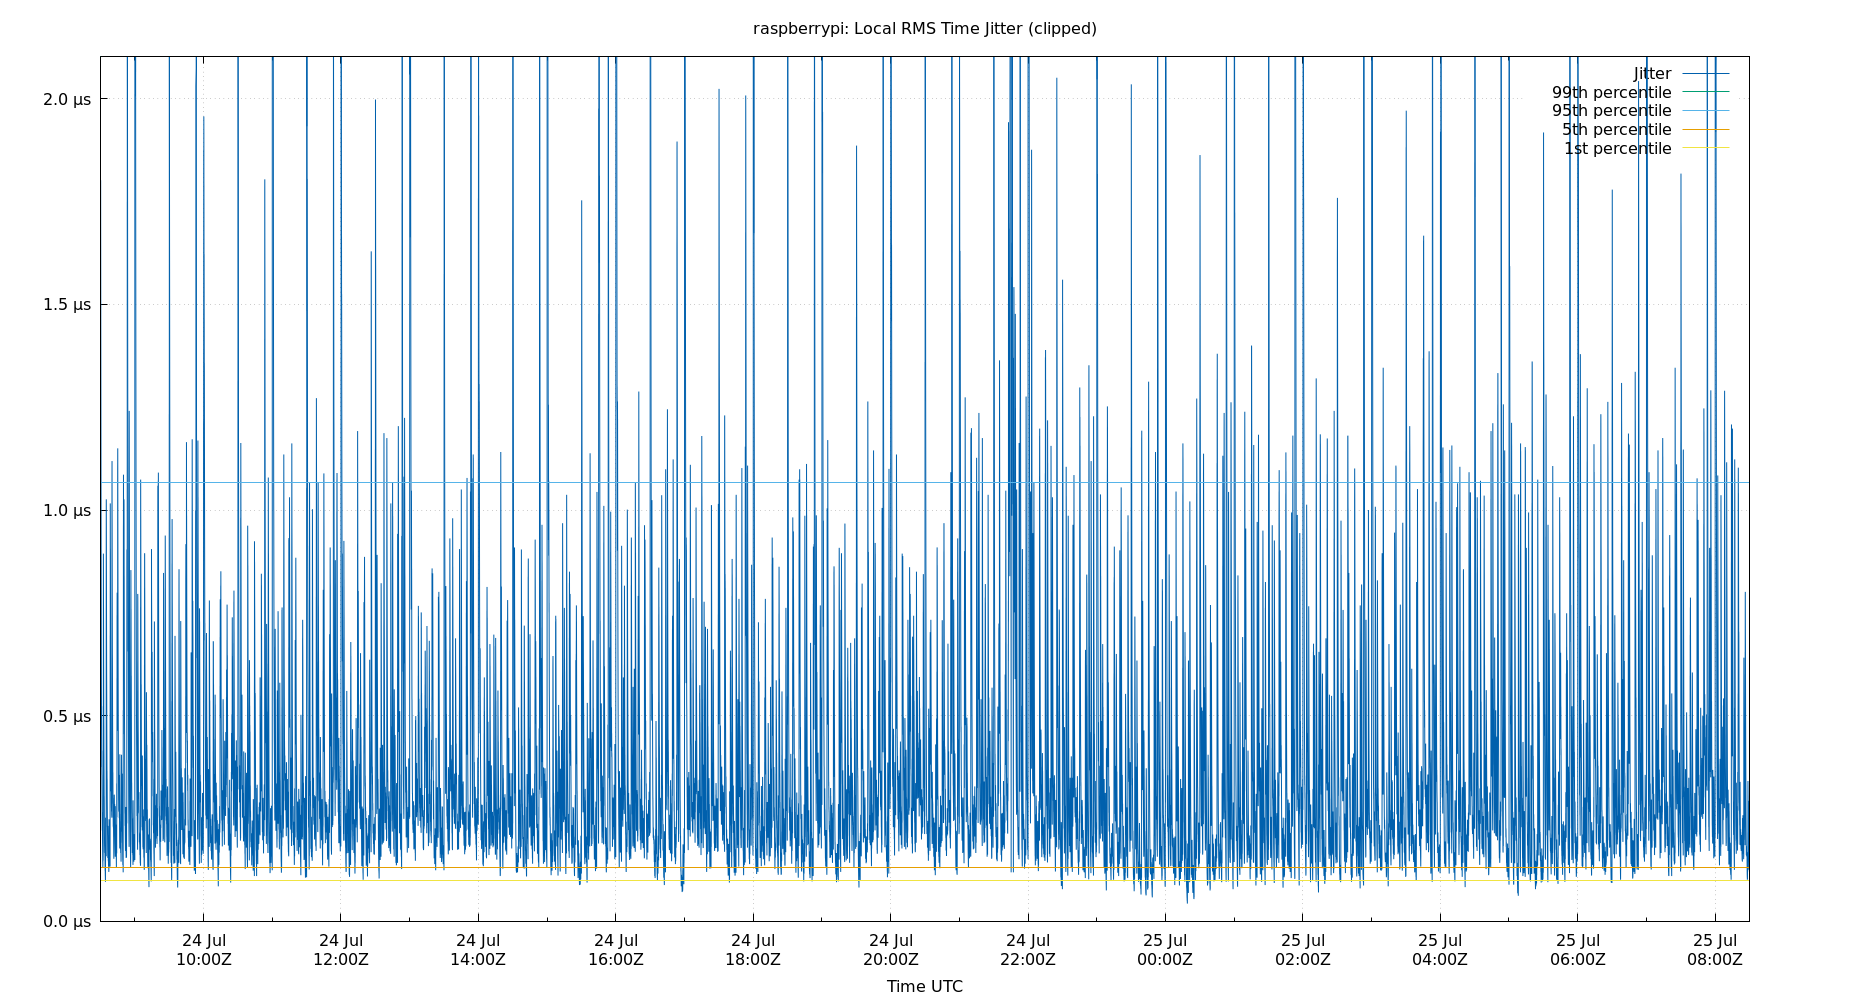 raspberrypi: Local RMS Time Jitter (clipped)
Jitter
99th percentile
95th percentile
5th percentile
1st percentile
2.0 μs
1.5 μs
1.0 μs
0.5 μs
0.0 μs
24 Jul 24 Jul 24 Jul 24 Jul 24 Jul 24 Jul 24 Jul 25 Jul 25 Jul 25 Jul 25 Jul 25 Jul
10:00Z 12:00Z 14:00Z 16:00Z 18:00Z 20:00Z 22:00Z 00:00Z 02:00Z 04:00Z 06:00Z 08:00Z
Time UTC